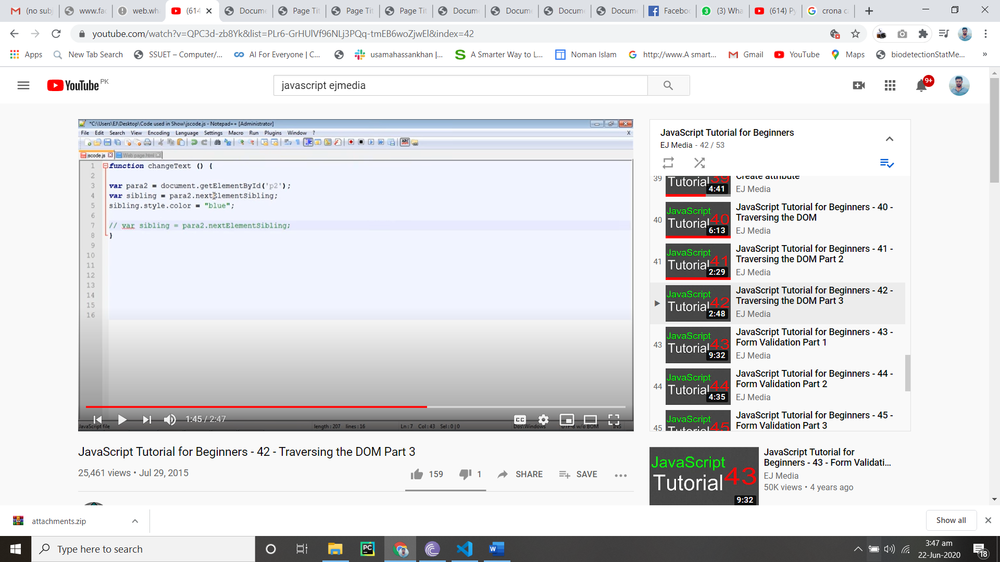 (no subj
www.fac
web.wha
(614)
Docume
Page Tit
Page Tit
Page Tit
Docume
Docum
Docume
Docum
Faceboo
(3) Wha
(614) Py
crona c
youtube.com/watch?v=QPC3d-zb8Yk&list=PLr6-GrHUlVf96NLj3PQq-tmEB6woZjwEl&index=42
Apps
New Tab Search
SSUET – Computer/...
AI For Everyone | C...
usamahassankhan |...
A Smarter Way to L...
Noman Islam
http://www.A smart...
Gmail
YouTube
Maps
biodetectionStatMe...
»
YouTube PK
javascript ejmedia
9+
*C:\Users\EJ\Desktop\Code used in Show\jscode.js - Notepad++ [Administrator]
File Edit Search View Encoding Language Settings Macro Run Plugins Window ? X
jscode.js
Web page.html
1 function changeText () {
2
3 var para2 = document.getElementById('p2');
4 var sibling = para2.nextElementSibling;
5 sibling.style.color = "blue";
6
7 // var sibling = para2.nextElementSibling;
8 }
9
10
11
12
13
14
15
16
1:45 / 2:47
CC
JavaScript file
length : 207 lines : 16
Ln : 7 Col : 43 Sel : 0 | 0
Dos\Windows
UTF-8 w/o BOM
INS
JavaScript Tutorial for Beginners
EJ Media - 42 / 53
39
Tutorial 39
4:41
Create attribute
EJ Media
40
JavaScript
Tutorial 40
6:13
JavaScript Tutorial for Beginners - 40 -
Traversing the DOM
EJ Media
41
JavaScript
Tutorial 41
2:29
JavaScript Tutorial for Beginners - 41 -
Traversing the DOM Part 2
EJ Media
JavaScript
Tutorial 42
2:48
JavaScript Tutorial for Beginners - 42 -
Traversing the DOM Part 3
EJ Media
43
JavaScript
Tutorial 43
9:32
JavaScript Tutorial for Beginners - 43 -
Form Validation Part 1
EJ Media
44
JavaScript
Tutorial 44
4:35
JavaScript Tutorial for Beginners - 44 -
Form Validation Part 2
EJ Media
45
JavaScript
Tutorial 45
JavaScript Tutorial for Beginners - 45 -
Form Validation Part 3
JavaScript Tutorial for Beginners - 42 - Traversing the DOM Part 3
25,461 views • Jul 29, 2015
159
1
SHARE
SAVE
JavaScript
Tutorial 43
9:32
JavaScript Tutorial for
Beginners - 43 - Form Validati...
EJ Media
50K views • 4 years ago
attachments.zip
Show all
Type here to search
PC
W
3:47 am
22-Jun-2020
18